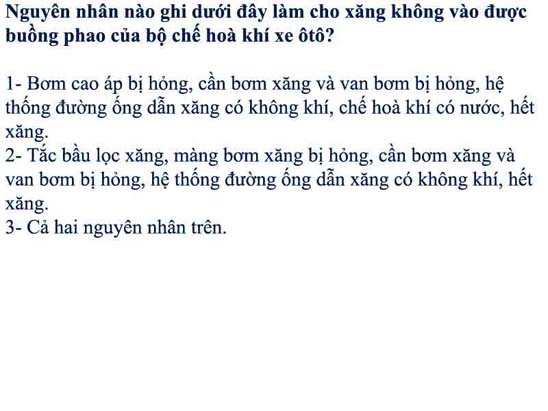 Nguyên nhân nào ghi dưới đây làm cho xăng không vào được
buồng phao của bộ chế hoà khí xe ôtô?
1- Bơm cao áp bị hỏng, cần bơm xăng và van bơm bị hỏng, hệ
thống đường ống dẫn xăng có không khí, chế hoà khí có nước, hết
xăng.
2- Tắc bầu lọc xăng, màng bơm xăng bị hỏng, cần bơm xăng và
van bơm bị hỏng, hệ thống đường ống dẫn xăng có không khí, hết
xăng.
3- Cả hai nguyên nhân trên.